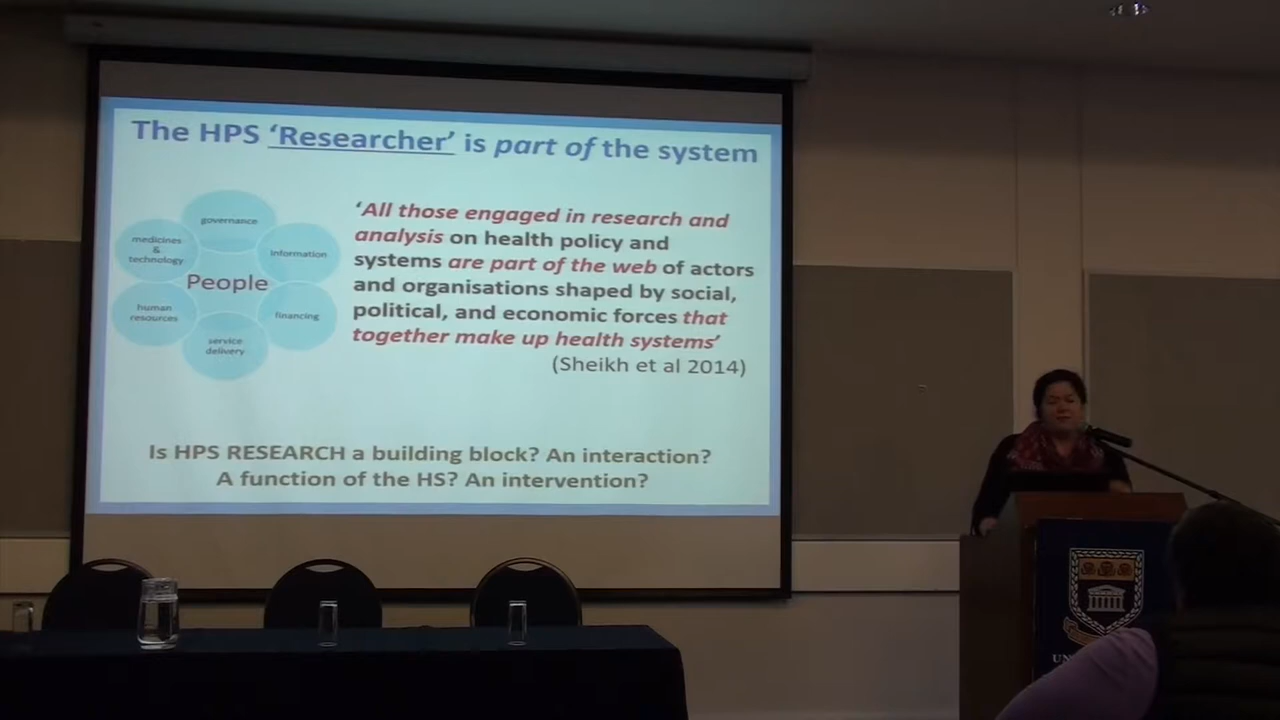 The HPS ‘Researcher’ is part of the system
governance
medicines
&
technology
Information
People
human
resources
financing
service
delivery
‘All those engaged in research and
analysis on health policy and
systems are part of the web of actors
and organisations shaped by social,
political, and economic forces that
together make up health systems’
(Sheikh et al 2014)
Is HPS RESEARCH a building block? An interaction?
A function of the HS? An intervention?